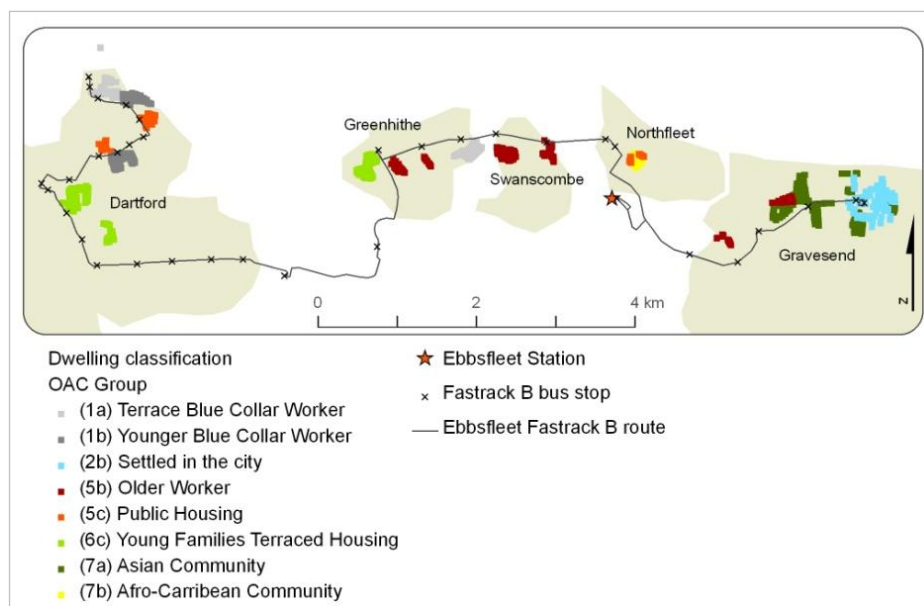 Greenhithe
Northfleet
Swanscombe
Dartford
Gravesend
0 2 4 km
N
Dwelling classification
OAC Group
(1a) Terrace Blue Collar Worker
(1b) Younger Blue Collar Worker
(2b) Settled in the city
(5b) Older Worker
(5c) Public Housing
(6c) Young Families Terraced Housing
(7a) Asian Community
(7b) Afro-Carribean Community
Ebbsfleet Station
Fastrack B bus stop
Ebbsfleet Fastrack B route